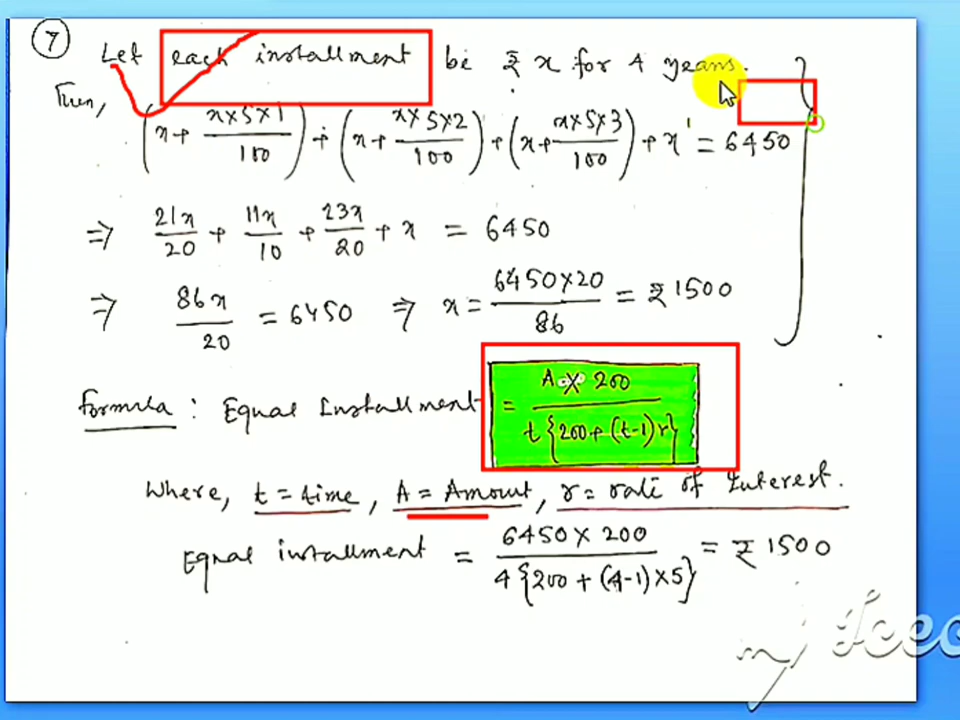 7 Let each installment be ₹ x for 4 years.
Then, (x + x×5×1/100) + (x + x×5×2/100) + (x + x×5×3/100) + x = 6450
⇒ 21x/20 + 11x/10 + 23x/20 + x = 6450
⇒ 86x/20 = 6450 ⇒ x = 6450×20/86 = ₹ 1500
Formula : Equal Installment = A × 200/t{200+(t-1)r}
Where, t = time, A = Amount, r = rate of Interest.
Equal installment = 6450 × 200/4{200 + (4-1)×5} = ₹ 1500